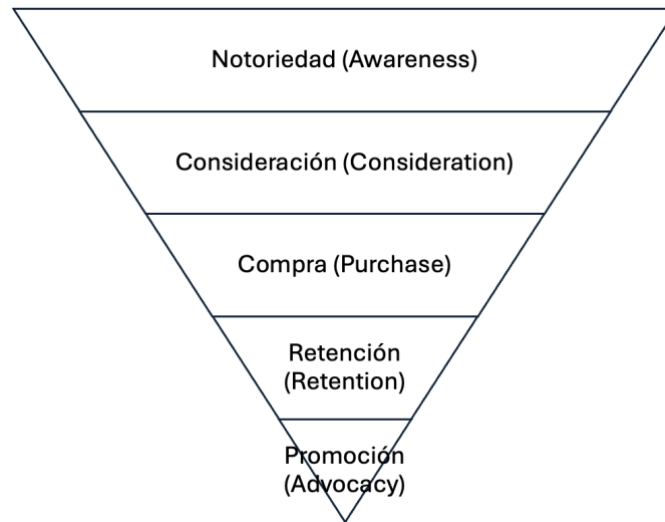 Notoriedad (Awareness)
Consideración (Consideration)
Compra (Purchase)
Retención
(Retention)
Promoción
(Advocacy)